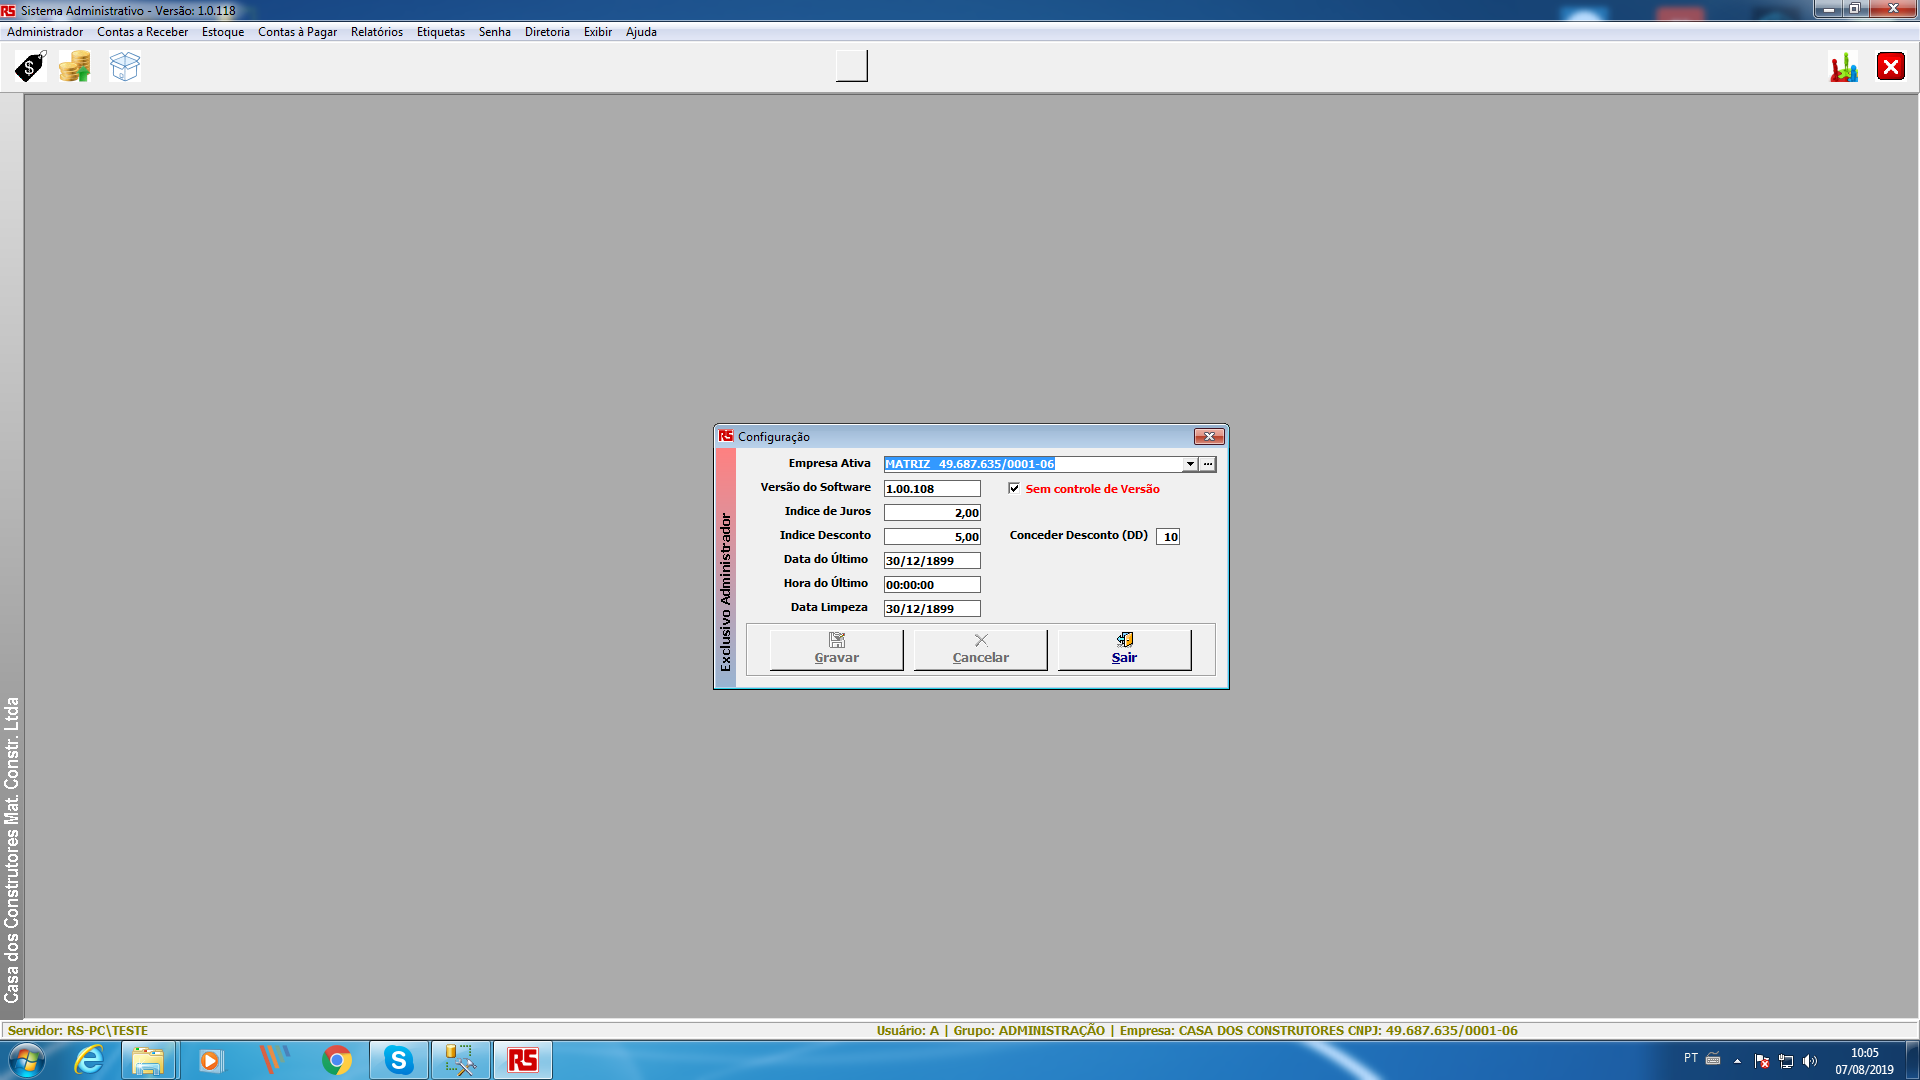 RS Sistema Administrativo - Versão: 1.0.118
Administrador Contas a Receber Estoque Contas à Pagar Relatórios Etiquetas Senha Diretoria Exibir Ajuda
RS Configuração
Empresa Ativa MATRIZ 49.687.635/0001-06 ...
Versão do Software 1.00.108 Sem controle de Versão
Indice de Juros 2,00
Indice Desconto 5,00 Conceder Desconto (DD) 10
Data do Último 30/12/1899
Hora do Último 00:00:00
Data Limpeza 30/12/1899
Gravar Cancelar Sair
Exclusivo Administrador
Casa dos Construtores Mat. Constr. Ltda
Servidor: RS-PC\TESTE Usuário: A | Grupo: ADMINISTRAÇÃO | Empresa: CASA DOS CONSTRUTORES CNPJ: 49.687.635/0001-06
RS PT 10:05
07/08/2019